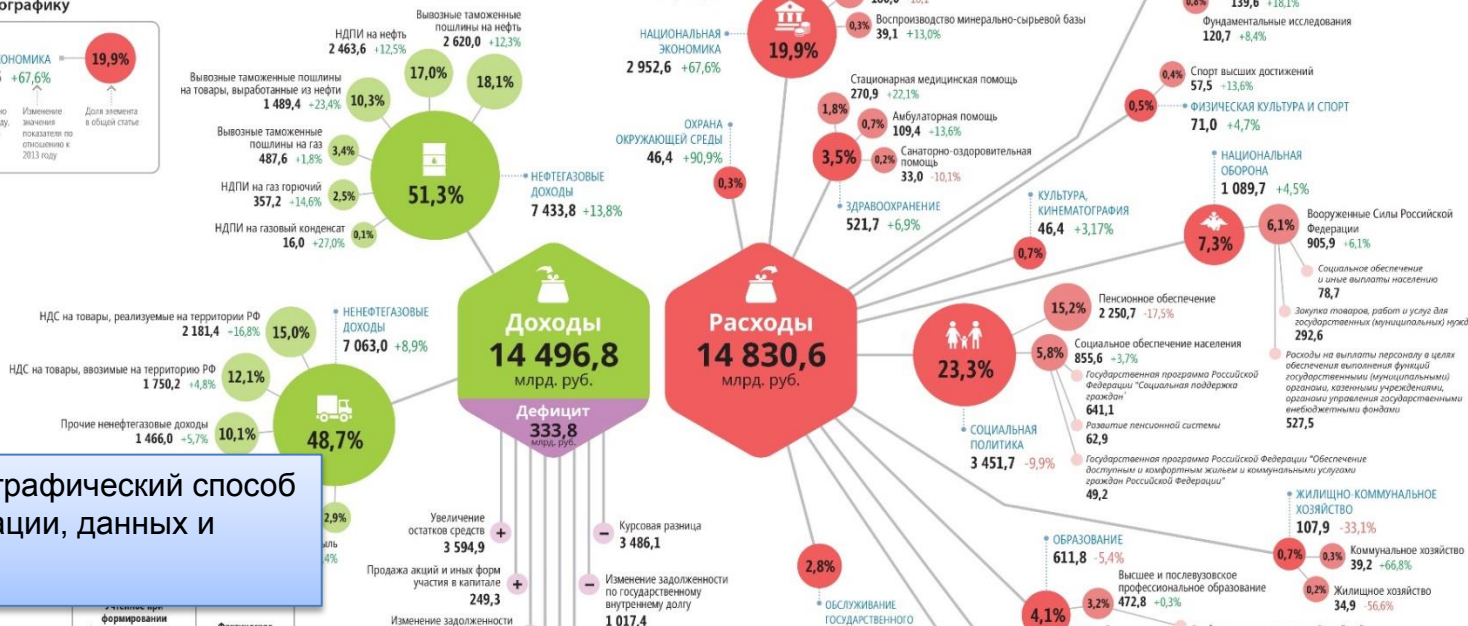 ографику
19,9%
+67,6%
Изменение
значения
показателя по
отношению к
2013 году
Доля элемента
в общей статье
НДПИ на нефть
2 463,6 +12,5%
17,0%
Вывозные таможенные
пошлины на нефть
2 620,0 +12,3%
18,1%
Вывозные таможенные пошлины
на товары, выработанные из нефти
1 489,4 +23,4%
10,3%
Вывозные таможенные
пошлины на газ
487,6 +1,8%
3,4%
НДПИ на газ горючий
357,2 +14,6%
2,5%
НДПИ на газовый конденсат
16,0 +27,0%
0,1%
51,3%
НЕФТЕГАЗОВЫЕ
ДОХОДЫ
7 433,8 +13,8%
НДС на товары, реализуемые на территории РФ
2 181,4 +16,8%
15,0%
НДС на товары, ввозимые на территорию РФ
1 750,2 +4,8%
12,1%
Прочие ненефтегазовые доходы
1 466,0 +5,7%
10,1%
НЕНЕФТЕГАЗОВЫЕ
ДОХОДЫ
7 063,0 +8,9%
48,7%
2,9%
рафический способ
ации, данных и
формировании
Доходы
14 496,8
млрд. руб.
Дефицит
333,8
млрд. руб.
Увеличение
остатков средств
3 594,9
+
Продажа акций и иных форм
участия в капитале
249,3
+
Изменение задолженности
−
Курсовая разница
3 486,1
−
Изменение задолженности
по государственному
внутреннему долгу
1 017,4
Расходы
14 830,6
млрд. руб.
НАЦИОНАЛЬНАЯ
ЭКОНОМИКА
2 952,6 +67,6%
19,9%
0,3%
Воспроизводство минерально-сырьевой базы
39,1 +13,0%
ОХРАНА
ОКРУЖАЮЩЕЙ СРЕДЫ
46,4 +90,9%
0,3%
Стационарная медицинская помощь
270,9 +22,1%
1,8%
0,7%
Амбулаторная помощь
109,4 +13,6%
3,5%
0,2%
Санаторно-оздоровительная
помощь
33,0 -10,1%
ЗДРАВООХРАНЕНИЕ
521,7 +6,9%
139,6 +18,1%
Фундаментальные исследования
120,7 +8,4%
0,4%
Спорт высших достижений
57,5 +13,6%
0,5%
ФИЗИЧЕСКАЯ КУЛЬТУРА И СПОРТ
71,0 +4,7%
НАЦИОНАЛЬНАЯ
ОБОРОНА
1 089,7 +4,5%
7,3%
6,1%
Вооруженные Силы Российской
Федерации
905,9 +6,1%
Социальное обеспечение
и иные выплаты населению
78,7
Закупка товаров, работ и услуг для
государственных (муниципальных) нужд
292,6
Расходы на выплаты персоналу в целях
обеспечения выполнения функций
государственными (муниципальными)
органами, казенными учреждениями,
органами управления государственными
внебюджетными фондами
527,5
КУЛЬТУРА,
КИНЕМАТОГРАФИЯ
46,4 +3,17%
0,7%
23,3%
15,2%
Пенсионное обеспечение
2 250,7 -17,5%
5,8%
Социальное обеспечение населения
855,6 +3,7%
Государственная программа Российской
Федерации "Социальная поддержка
граждан"
641,1
Развитие пенсионной системы
62,9
Государственная программа Российской Федерации "Обеспечение
доступным и комфортным жильем и коммунальными услугами
граждан Российской Федерации"
49,2
СОЦИАЛЬНАЯ
ПОЛИТИКА
3 451,7 -9,9%
ЖИЛИЩНО-КОММУНАЛЬНОЕ
ХОЗЯЙСТВО
107,9 -33,1%
0,7%
0,3%
Коммунальное хозяйство
39,2 +66,8%
0,2%
Жилищное хозяйство
34,9 -56,6%
ОБРАЗОВАНИЕ
611,8 -5,4%
4,1%
3,2%
Высшее и послевузовское
профессиональное образование
472,8 +0,3%
2,8%
ОБСЛУЖИВАНИЕ
ГОСУДАРСТВЕННОГО